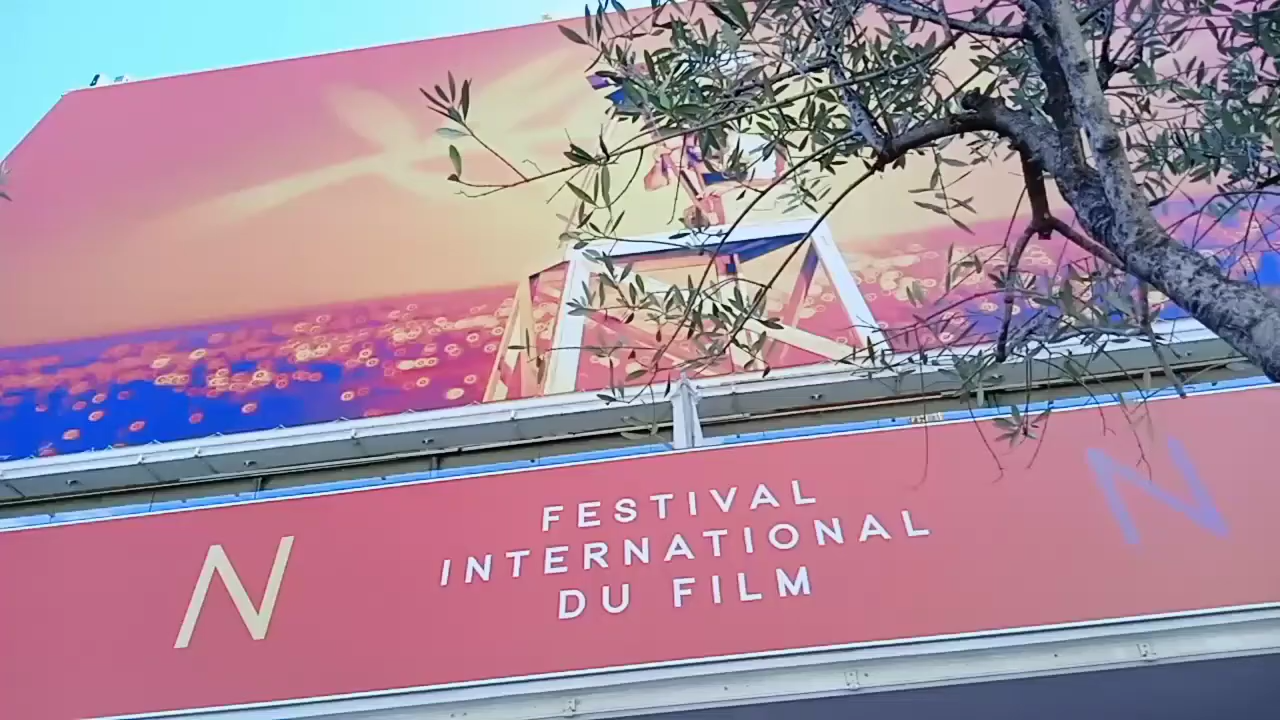 N
FESTIVAL
INTERNATIONAL
DU FILM
N